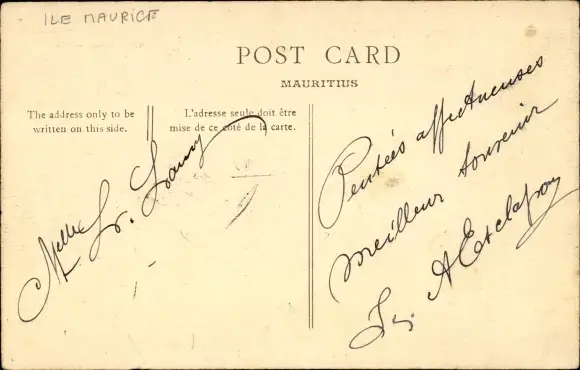 ILE MAURICE
POST CARD
MAURITIUS
The address only to be
written on this side.
L'adresse seule doit être
mise de ce côté de la carte.
Melle L.
Pensées affectueuses
meilleur souvenir